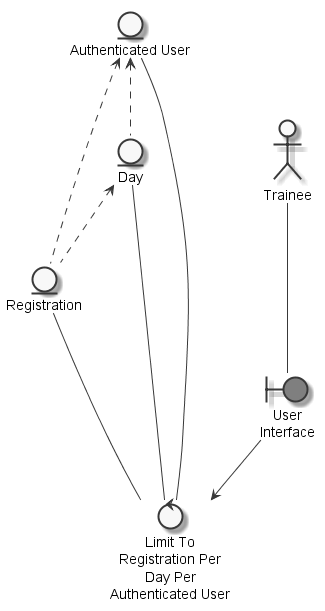 Authenticated User
Day
Trainee
Registration
User
Interface
Limit To
Registration Per
Day Per
Authenticated User